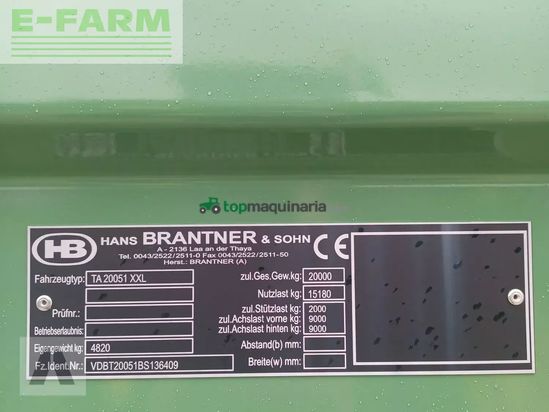 E-FARM
topmaquinaria
HB
HANS BRANTNER & SOHN CE
A - 2136 Laa an der Thaya
Tel. 0043/2522/2511-0 Fax 0043/2522/2511-50
Herst.: BRANTNER (A)
Fahrzeugtyp: TA 20051 XXL
Prüfnr.:
Betriebserlaubnis:
Eigengewicht kg: 4820
Fz.Ident.Nr.: VDBT20051BS136409
zul.Ges.Gew.kg: 20000
Nutzlast kg: 15180
zul.Stützlast kg: 2000
zul.Achslast vorne kg: 9000
zul.Achslast hinten kg: 9000
Abstand(b) mm:
Breite(w) mm: